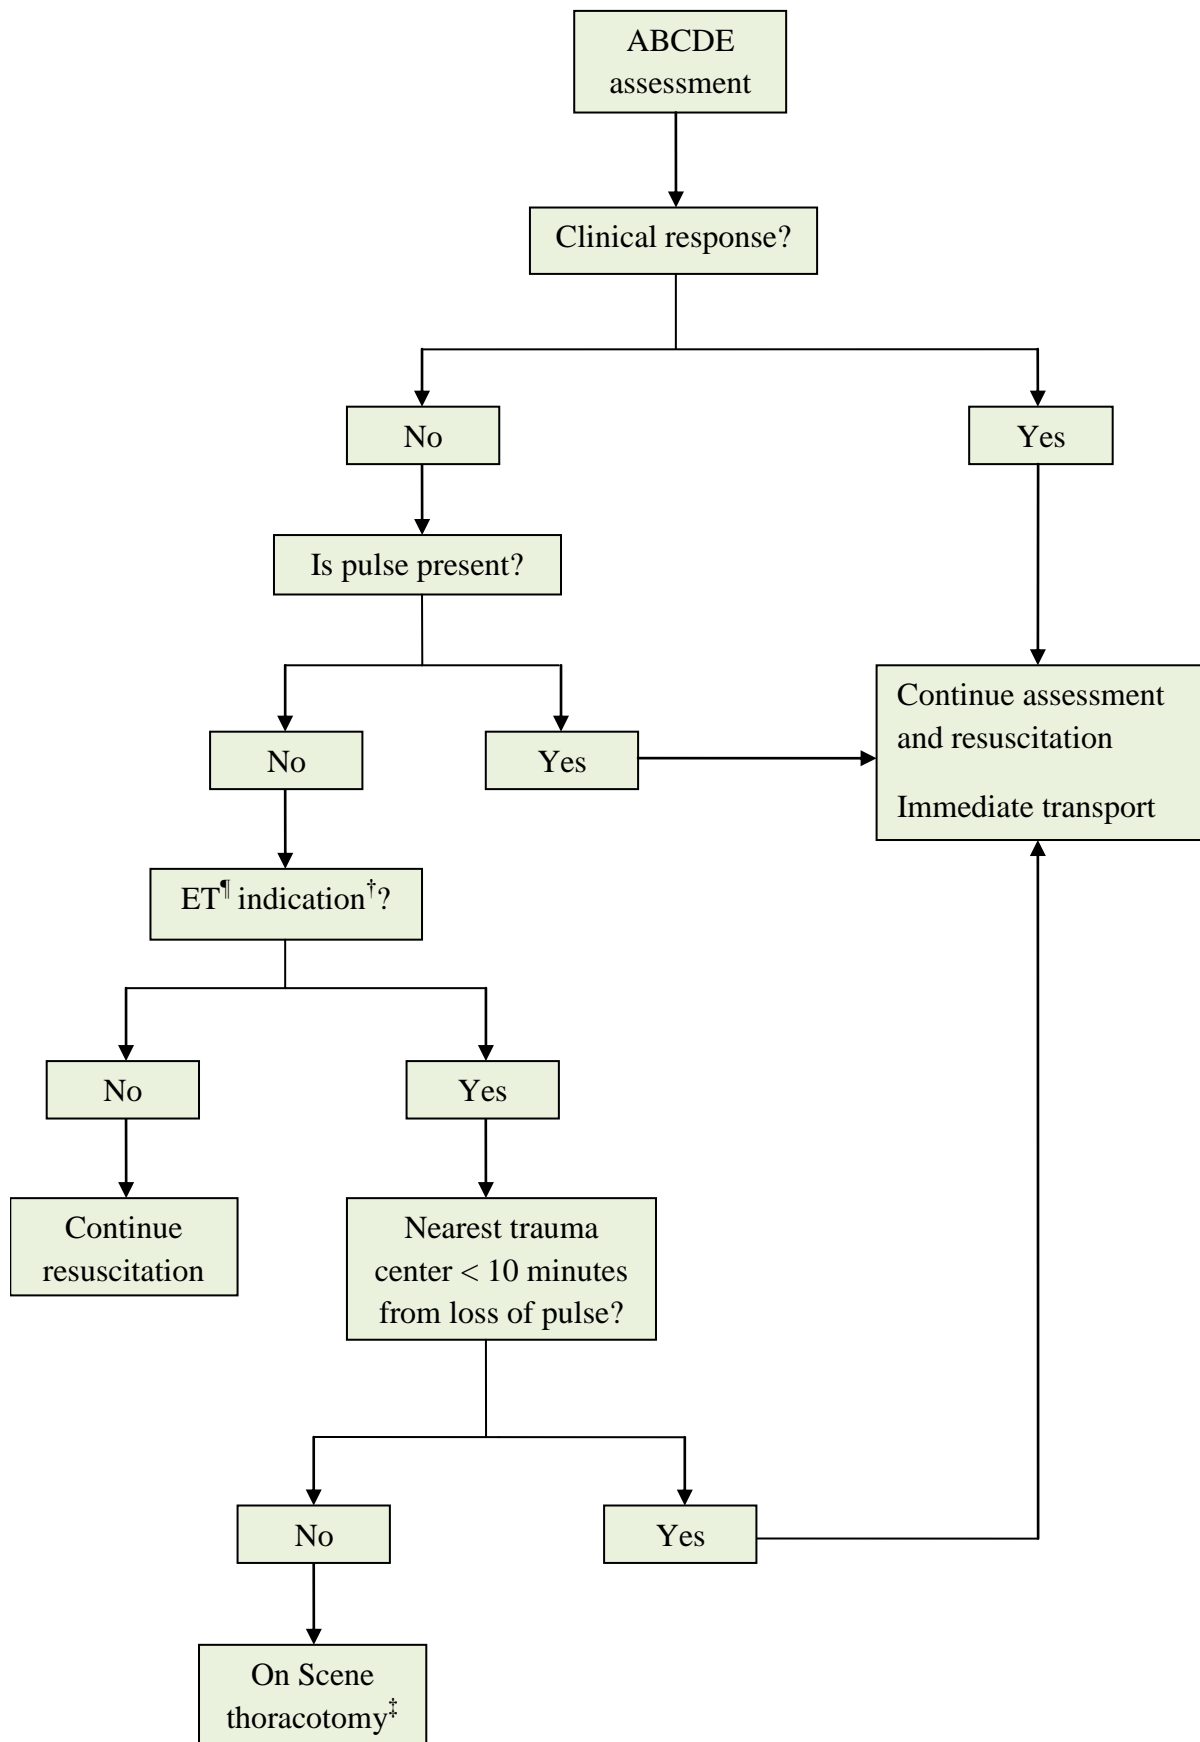 ABCDE
assessment
Clinical response?
No
Yes
Is pulse present?
Continue assessment
and resuscitation
Immediate transport
No
Yes
ET¶ indication†?
No
Yes
Continue
resuscitation
Nearest trauma
center < 10 minutes
from loss of pulse?
No
Yes
On Scene
thoracotomy‡